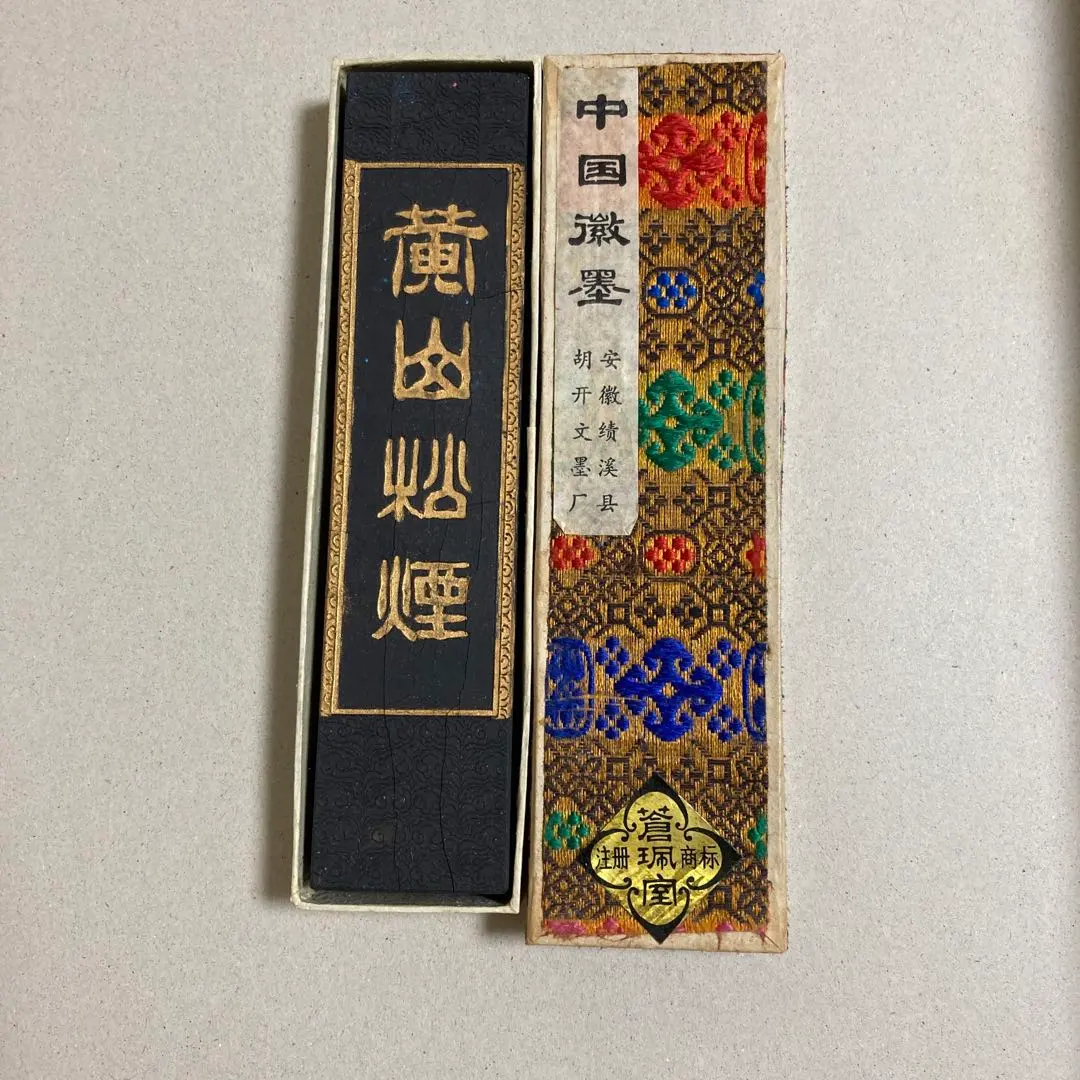 黄山松煙
中国徽墨
安徽绩溪县
胡开文墨厂
蒼珮室
注册商标